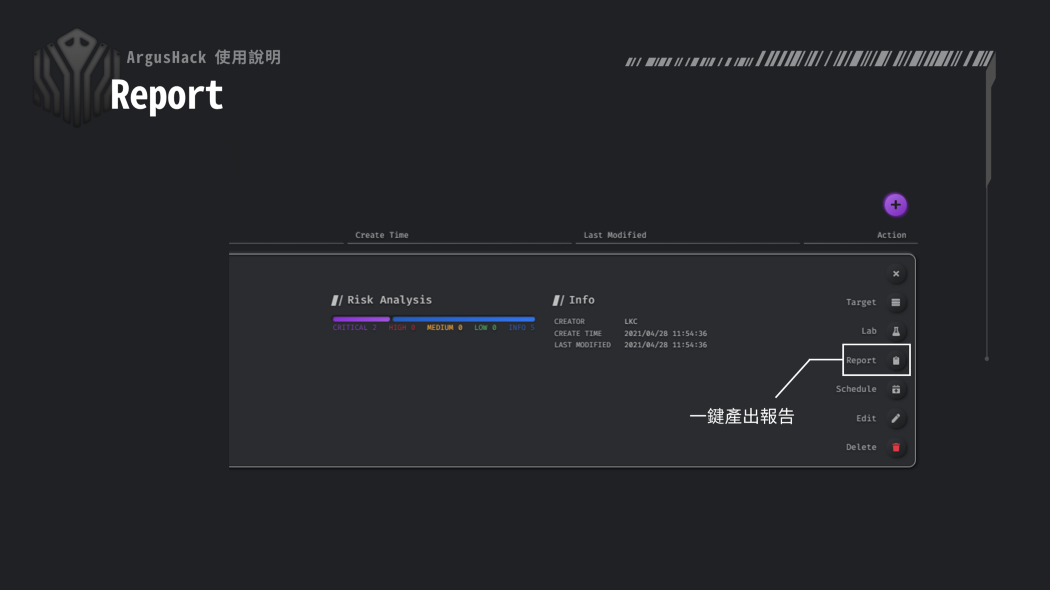 ArgusHack 使用說明
Report
Create Time
Last Modified
Action
Risk Analysis
CRITICAL 2 HIGH 0 MEDIUM 0 LOW 0 INFO 5
Info
CREATOR LKC
CREATE TIME 2021/04/28 11:54:36
LAST MODIFIED 2021/04/28 11:54:36
Target
Lab
Report
Schedule
Edit
Delete
一鍵產出報告